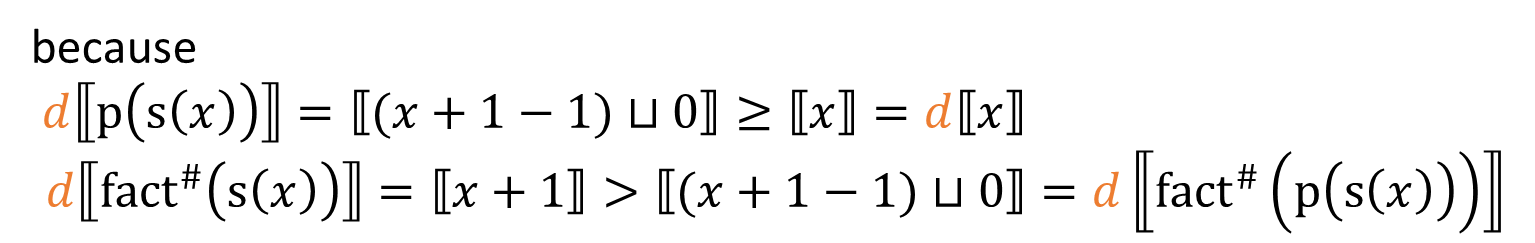 because
d⟦p(s(x))⟧ = ⟦(x + 1 − 1) ⊔ 0⟧ ≥ ⟦x⟧ = d⟦x⟧
d⟦fact#(s(x))⟧ = ⟦x + 1⟧ > ⟦(x + 1 − 1) ⊔ 0⟧ = d⟦fact#(p(s(x)))⟧